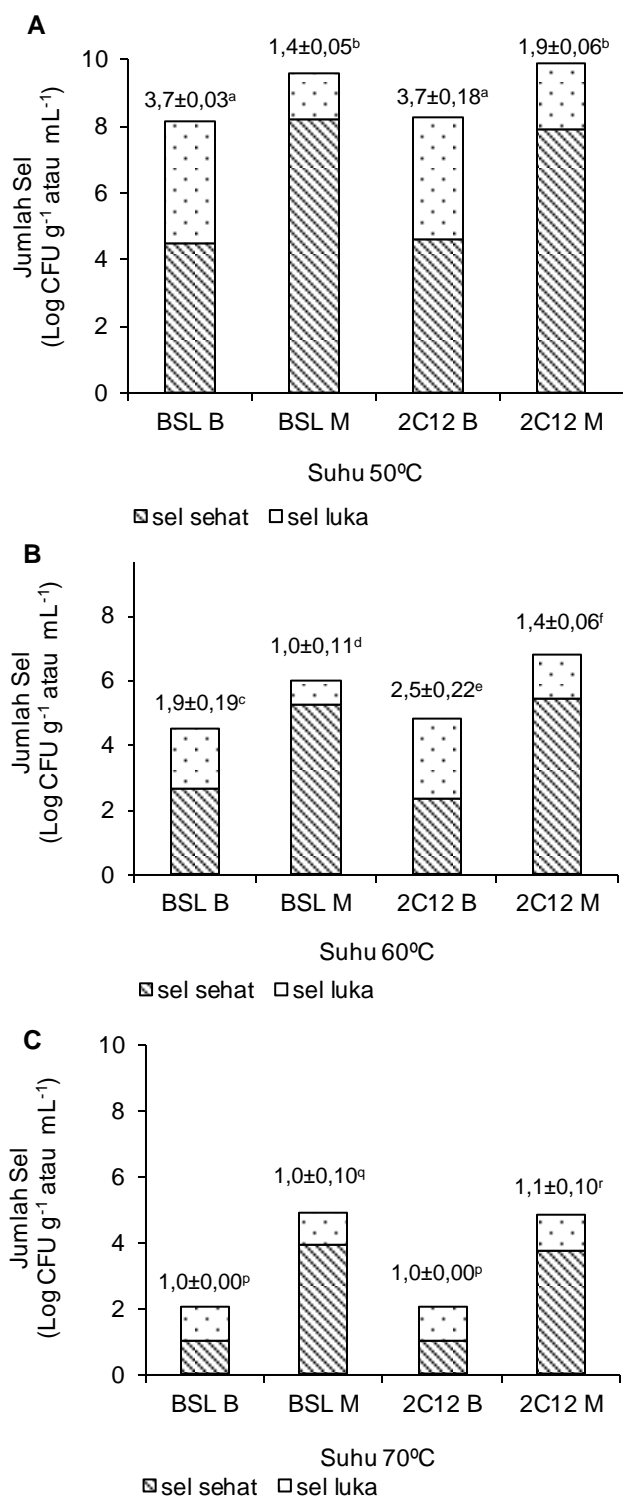 A
Jumlah Sel
(Log CFU g⁻¹ atau mL⁻¹)
10
8
6
4
2
0
3,7±0,03ᵃ
1,4±0,05ᵇ
3,7±0,18ᵃ
1,9±0,06ᵇ
BSL B
BSL M
2C12 B
2C12 M
Suhu 50ºC
sel sehat
sel luka
B
Jumlah Sel
(Log CFU g⁻¹ atau mL⁻¹)
8
6
4
2
0
1,9±0,19ᶜ
1,0±0,11ᵈ
2,5±0,22ᵉ
1,4±0,06ᶠ
BSL B
BSL M
2C12 B
2C12 M
Suhu 60ºC
sel sehat
sel luka
C
Jumlah Sel
(Log CFU g⁻¹ atau mL⁻¹)
10
8
6
4
2
0
1,0±0,00ᵖ
1,0±0,10q
1,0±0,00ᵖ
1,1±0,10ʳ
BSL B
BSL M
2C12 B
2C12 M
Suhu 70ºC
sel sehat
sel luka